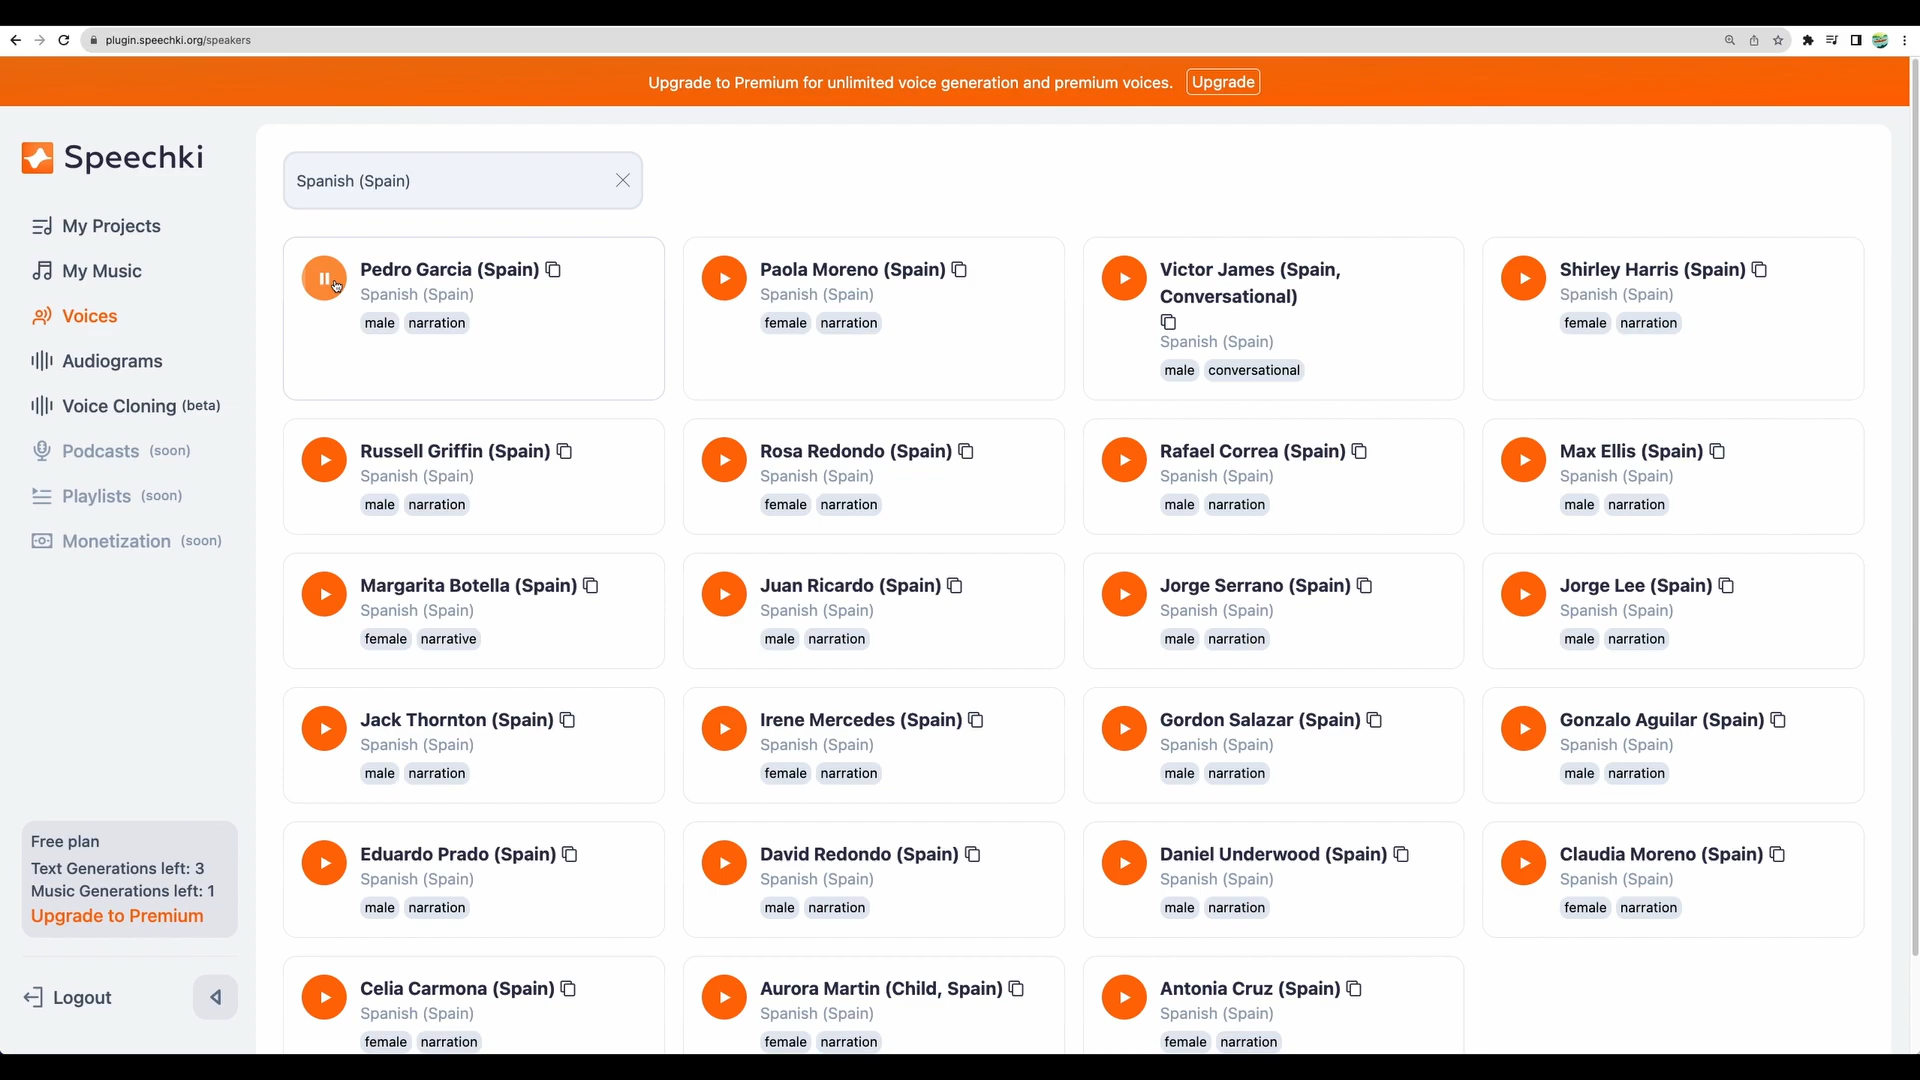 plugin.speechki.org/speakers
Upgrade to Premium for unlimited voice generation and premium voices. Upgrade
Speechki
My Projects
My Music
Voices
Audiograms
Voice Cloning (beta)
Podcasts (soon)
Playlists (soon)
Monetization (soon)
Free plan
Text Generations left: 3
Music Generations left: 1
Upgrade to Premium
Logout
Spanish (Spain)
Pedro Garcia (Spain)
Spanish (Spain)
male narration
Paola Moreno (Spain)
Spanish (Spain)
female narration
Victor James (Spain,
Conversational)
Spanish (Spain)
male conversational
Shirley Harris (Spain)
Spanish (Spain)
female narration
Russell Griffin (Spain)
Spanish (Spain)
male narration
Rosa Redondo (Spain)
Spanish (Spain)
female narration
Rafael Correa (Spain)
Spanish (Spain)
male narration
Max Ellis (Spain)
Spanish (Spain)
male narration
Margarita Botella (Spain)
Spanish (Spain)
female narrative
Juan Ricardo (Spain)
Spanish (Spain)
male narration
Jorge Serrano (Spain)
Spanish (Spain)
male narration
Jorge Lee (Spain)
Spanish (Spain)
male narration
Jack Thornton (Spain)
Spanish (Spain)
male narration
Irene Mercedes (Spain)
Spanish (Spain)
female narration
Gordon Salazar (Spain)
Spanish (Spain)
male narration
Gonzalo Aguilar (Spain)
Spanish (Spain)
male narration
Eduardo Prado (Spain)
Spanish (Spain)
male narration
David Redondo (Spain)
Spanish (Spain)
male narration
Daniel Underwood (Spain)
Spanish (Spain)
male narration
Claudia Moreno (Spain)
Spanish (Spain)
female narration
Celia Carmona (Spain)
Spanish (Spain)
female narration
Aurora Martin (Child, Spain)
Spanish (Spain)
female narration
Antonia Cruz (Spain)
Spanish (Spain)
female narration